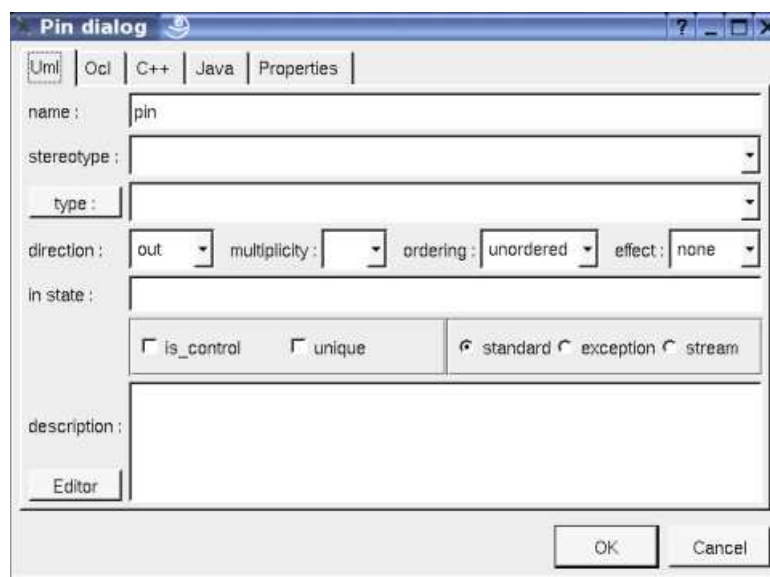 Pin dialog ? _
Uml Ocl C++ Java Properties
name : pin
stereotype :
type :
direction : out multiplicity : ordering : unordered effect : none
in state :
is_control unique standard exception stream
description :
Editor
OK Cancel